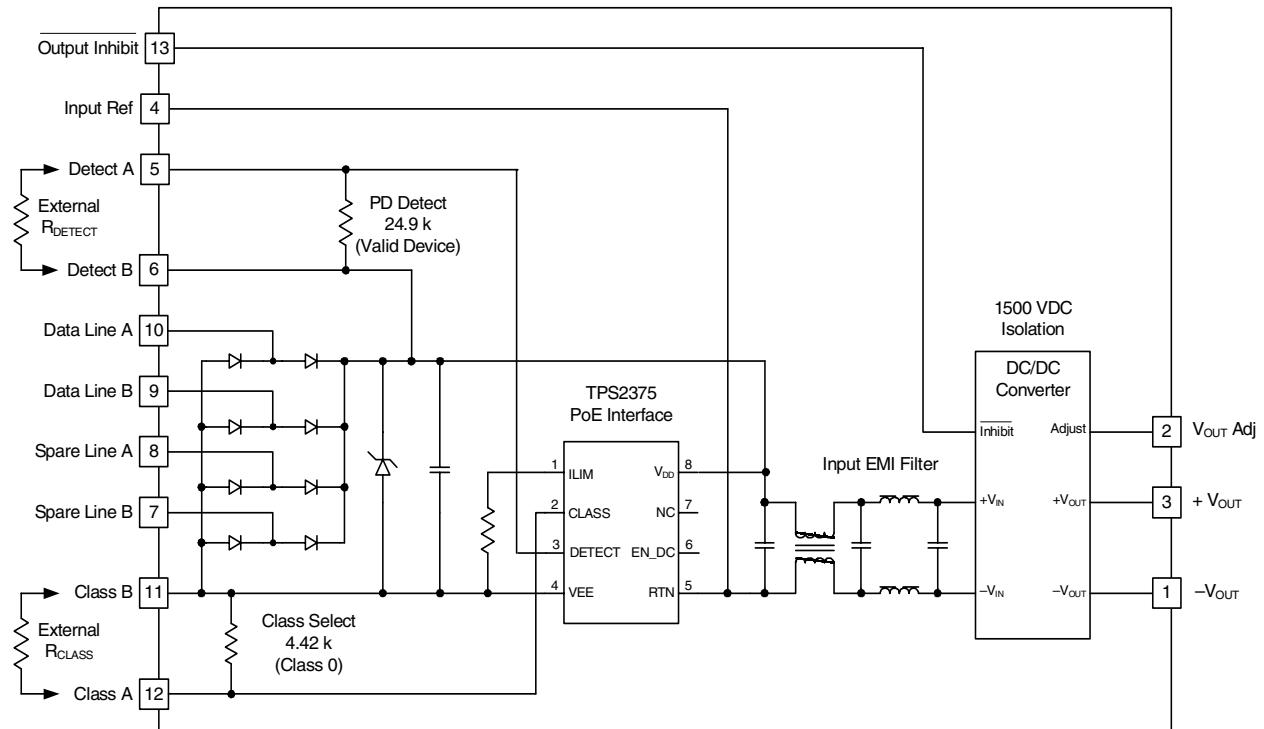 Output Inhibit 13
Input Ref 4
Detect A 5
External
RDETECT
PD Detect
24.9 k
(Valid Device)
Detect B 6
Data Line A 10
Data Line B 9
Spare Line A 8
Spare Line B 7
Class B 11
External
RCLASS
Class Select
4.42 k
(Class 0)
Class A 12
TPS2375
PoE Interface
1 ILIM
2 CLASS
3 DETECT
4 VEE
VDD 8
NC 7
EN_DC 6
RTN 5
Input EMI Filter
1500 VDC
Isolation
DC/DC
Converter
Inhibit
Adjust
+VIN
+VOUT
–VIN
–VOUT
2 VOUT Adj
3 + VOUT
1 –VOUT